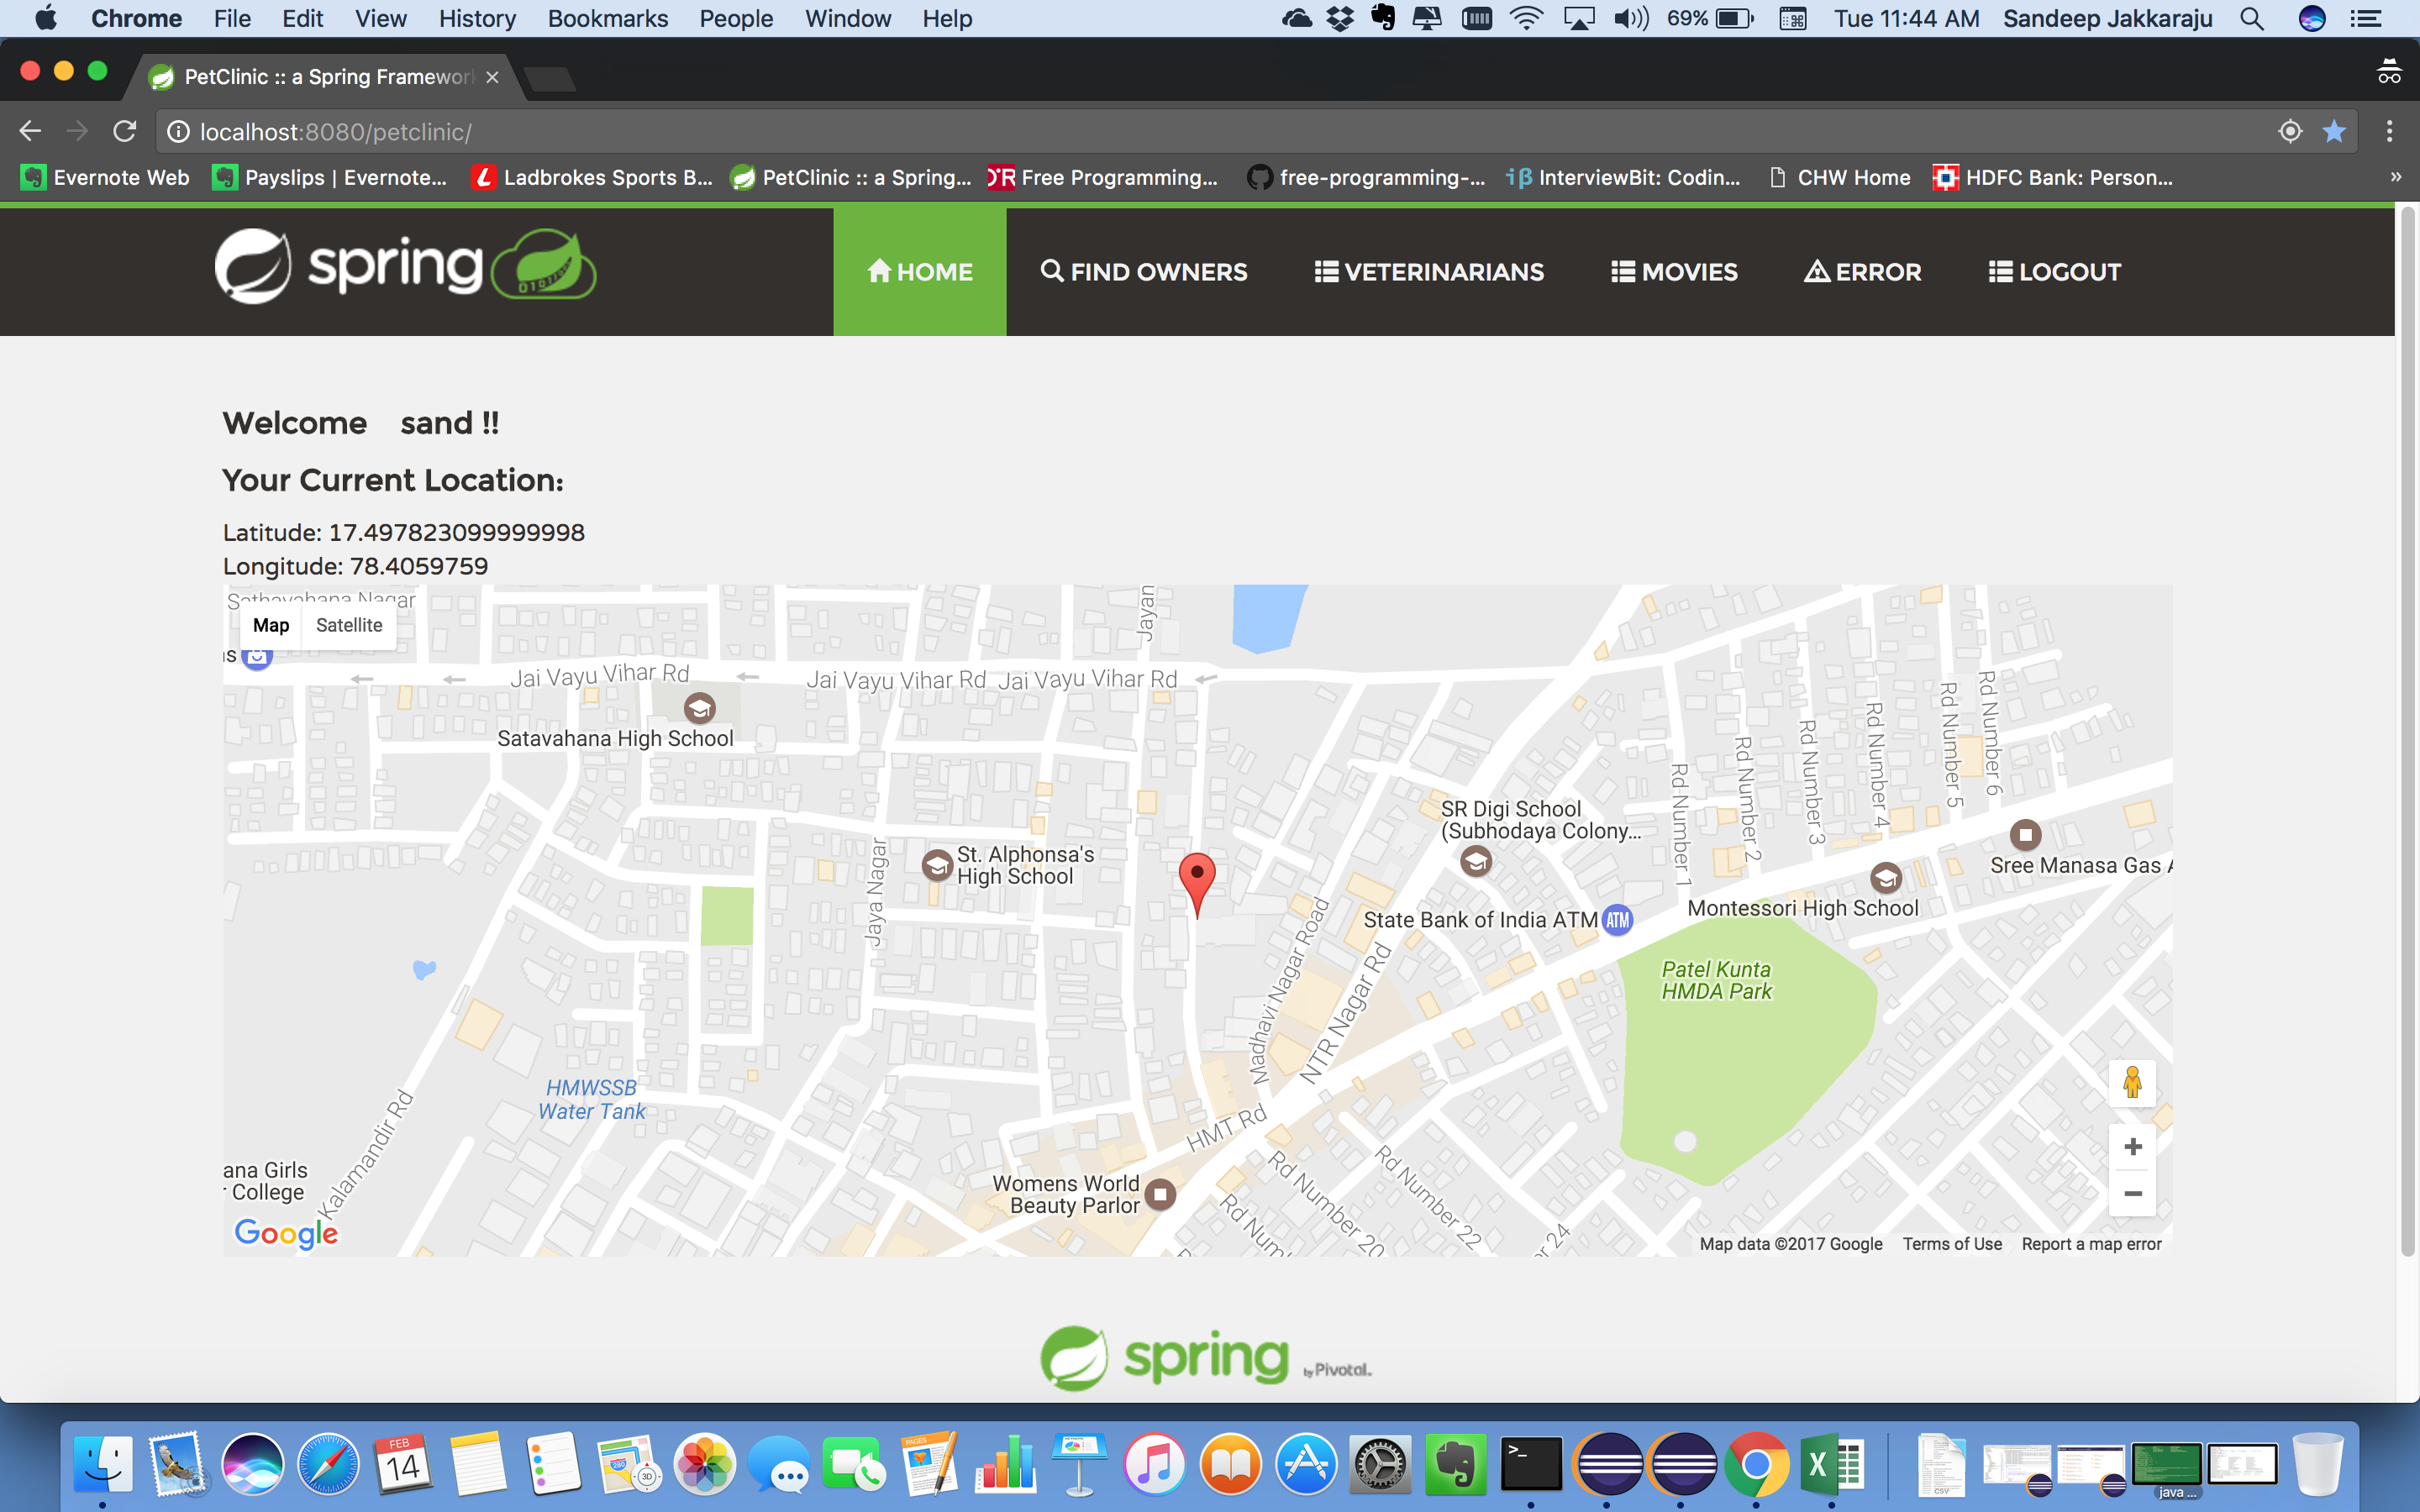 Chrome File Edit View History Bookmarks People Window Help 69% Tue 11:44 AM Sandeep Jakkaraju
PetClinic :: a Spring Framework
localhost:8080/petclinic/
Evernote Web Payslips | Evernote... Ladbrokes Sports B... PetClinic :: a Spring... Free Programming... free-programming-... InterviewBit: Codin... CHW Home HDFC Bank: Person... »
spring HOME FIND OWNERS VETERINARIANS MOVIES ERROR LOGOUT
Welcome sand !!
Your Current Location:
Latitude: 17.497823099999998
Longitude: 78.4059759
Sathavahana Nagar
Map Satellite
Jayan
Jai Vayu Vihar Rd Jai Vayu Vihar Rd Jai Vayu Vihar Rd
Satavahana High School
Rd Number 1
Rd Number 2
Rd Number 3
Rd Number 4
Rd Number 5
Rd Number 6
SR Digi School
(Subhodaya Colony...
St. Alphonsa's
High School
Jaya Nagar
Sree Manasa Gas A
Montessori High School
State Bank of India ATM ATM
Madhavi Nagar Road
NTR Nagar Rd
Patel Kunta
HMDA Park
HMWSSB
Water Tank
Kalamandir Rd
HMT Rd
ana Girls
College
Womens World
Beauty Parlor
Rd Num
Rd Number 20
Rd Number 22
er 24
Google
Map data ©2017 Google Terms of Use Report a map error
spring by Pivotal
FEB
14
PAGES
280
3D
>_
X
CSV
java ...